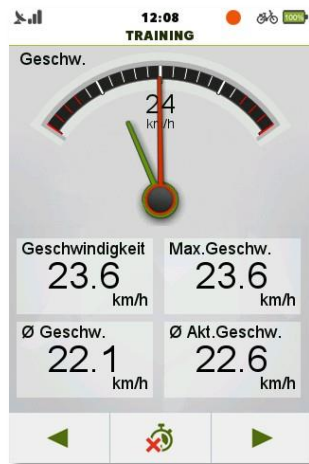 12:08
100%
TRAINING
Geschw.
24
km/h
Geschwindigkeit
23.6
km/h
Max.Geschw.
23.6
km/h
Ø Geschw.
22.1
km/h
Ø Akt.Geschw.
22.6
km/h